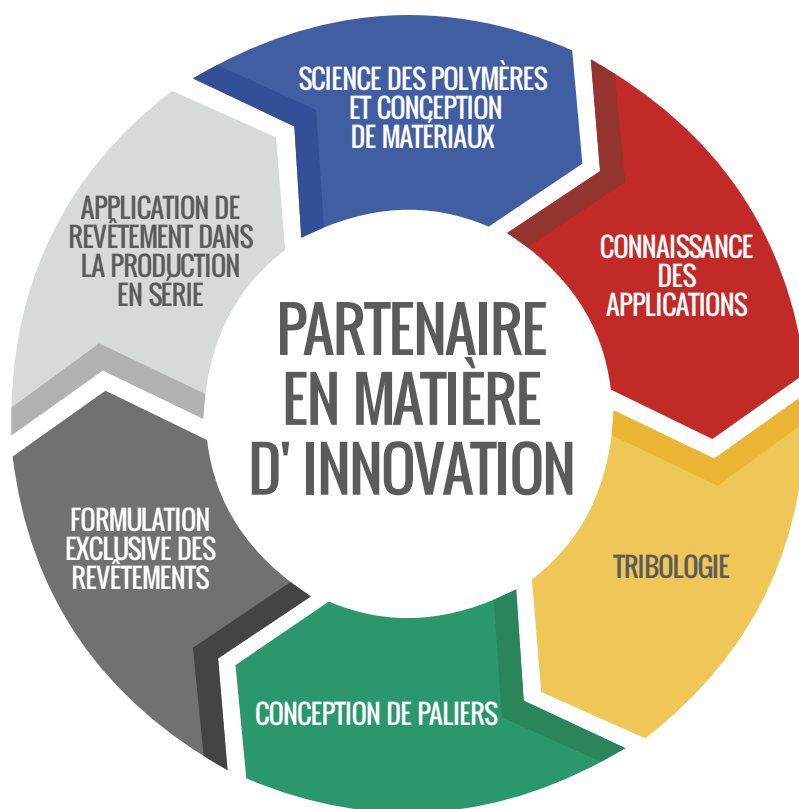 SCIENCE DES POLYMÈRES
ET CONCEPTION
DE MATÉRIAUX
CONNAISSANCE
DES
APPLICATIONS
TRIBOLOGIE
CONCEPTION DE PALIERS
FORMULATION
EXCLUSIVE DES
REVÊTEMENTS
APPLICATION DE
REVÊTEMENT DANS
LA PRODUCTION
EN SÉRIE
PARTENAIRE
EN MATIÈRE
D' INNOVATION